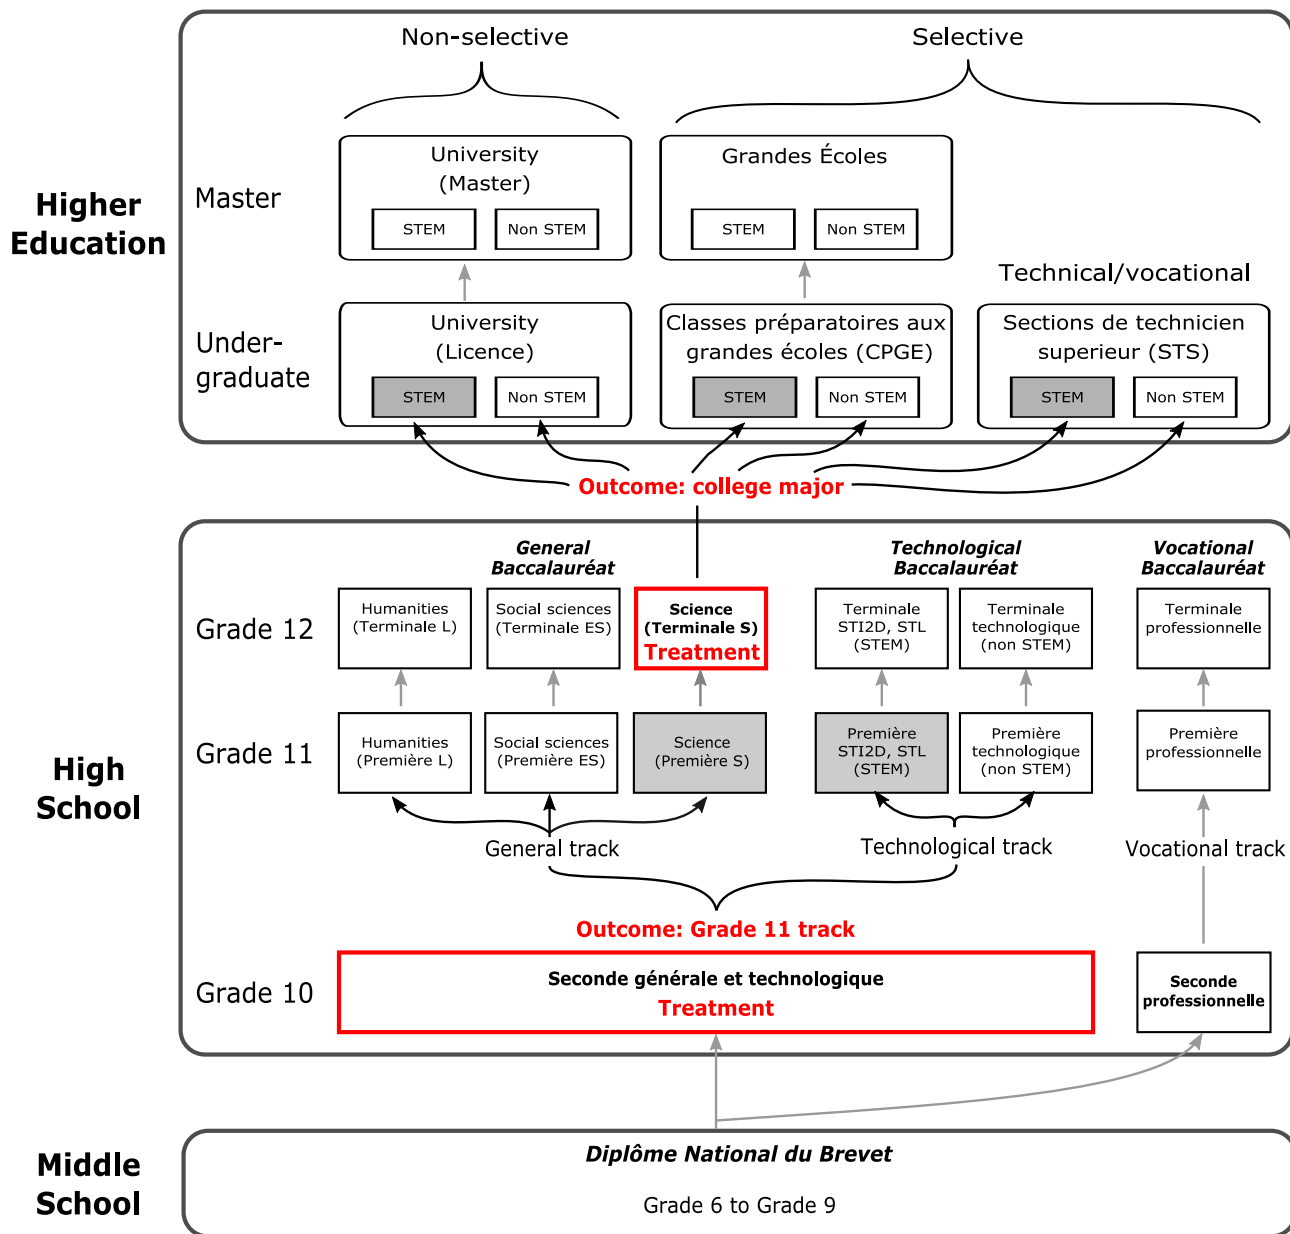 Non-selective
Selective
Higher
Education
Master
University
(Master)
STEM
Non STEM
Grandes Écoles
STEM
Non STEM
Technical/vocational
Under-
graduate
University
(Licence)
STEM
Non STEM
Classes préparatoires aux
grandes écoles (CPGE)
STEM
Non STEM
Sections de technicien
superieur (STS)
STEM
Non STEM
Outcome: college major
High
School
General
Baccalauréat
Technological
Baccalauréat
Vocational
Baccalauréat
Grade 12
Humanities
(Terminale L)
Social sciences
(Terminale ES)
Science
(Terminale S)
Treatment
Terminale
STI2D, STL
(STEM)
Terminale
technologique
(non STEM)
Terminale
professionnelle
Grade 11
Humanities
(Première L)
Social sciences
(Première ES)
Science
(Première S)
Première
STI2D, STL
(STEM)
Première
technologique
(non STEM)
Première
professionnelle
General track
Technological track
Vocational track
Outcome: Grade 11 track
Grade 10
Seconde générale et technologique
Treatment
Seconde
professionnelle
Middle
School
Diplôme National du Brevet
Grade 6 to Grade 9